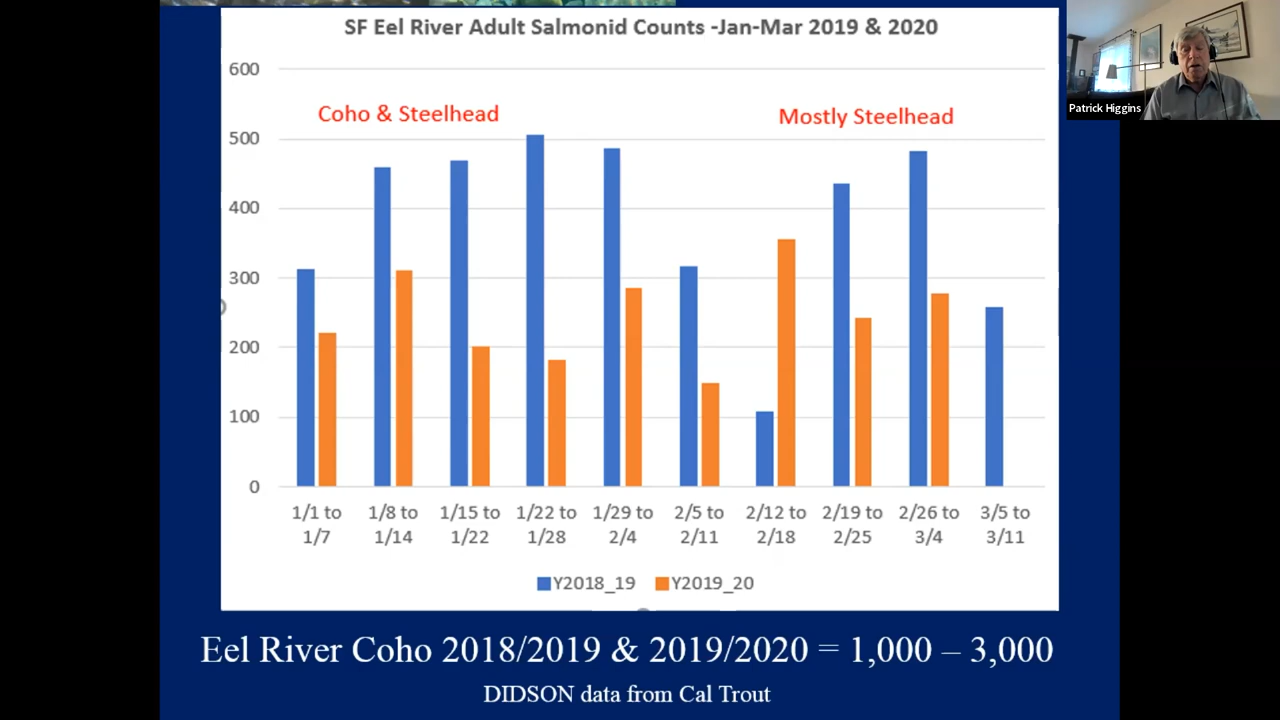 SF Eel River Adult Salmonid Counts -Jan-Mar 2019 & 2020
Patrick Higgins
600
Coho & Steelhead
Mostly Steelhead
500
400
300
200
100
0
1/1 to 1/7
1/8 to 1/14
1/15 to 1/22
1/22 to 1/28
1/29 to 2/4
2/5 to 2/11
2/12 to 2/18
2/19 to 2/25
2/26 to 3/4
3/5 to 3/11
Y2018_19
Y2019_20
Eel River Coho 2018/2019 & 2019/2020 = 1,000 – 3,000
DIDSON data from Cal Trout